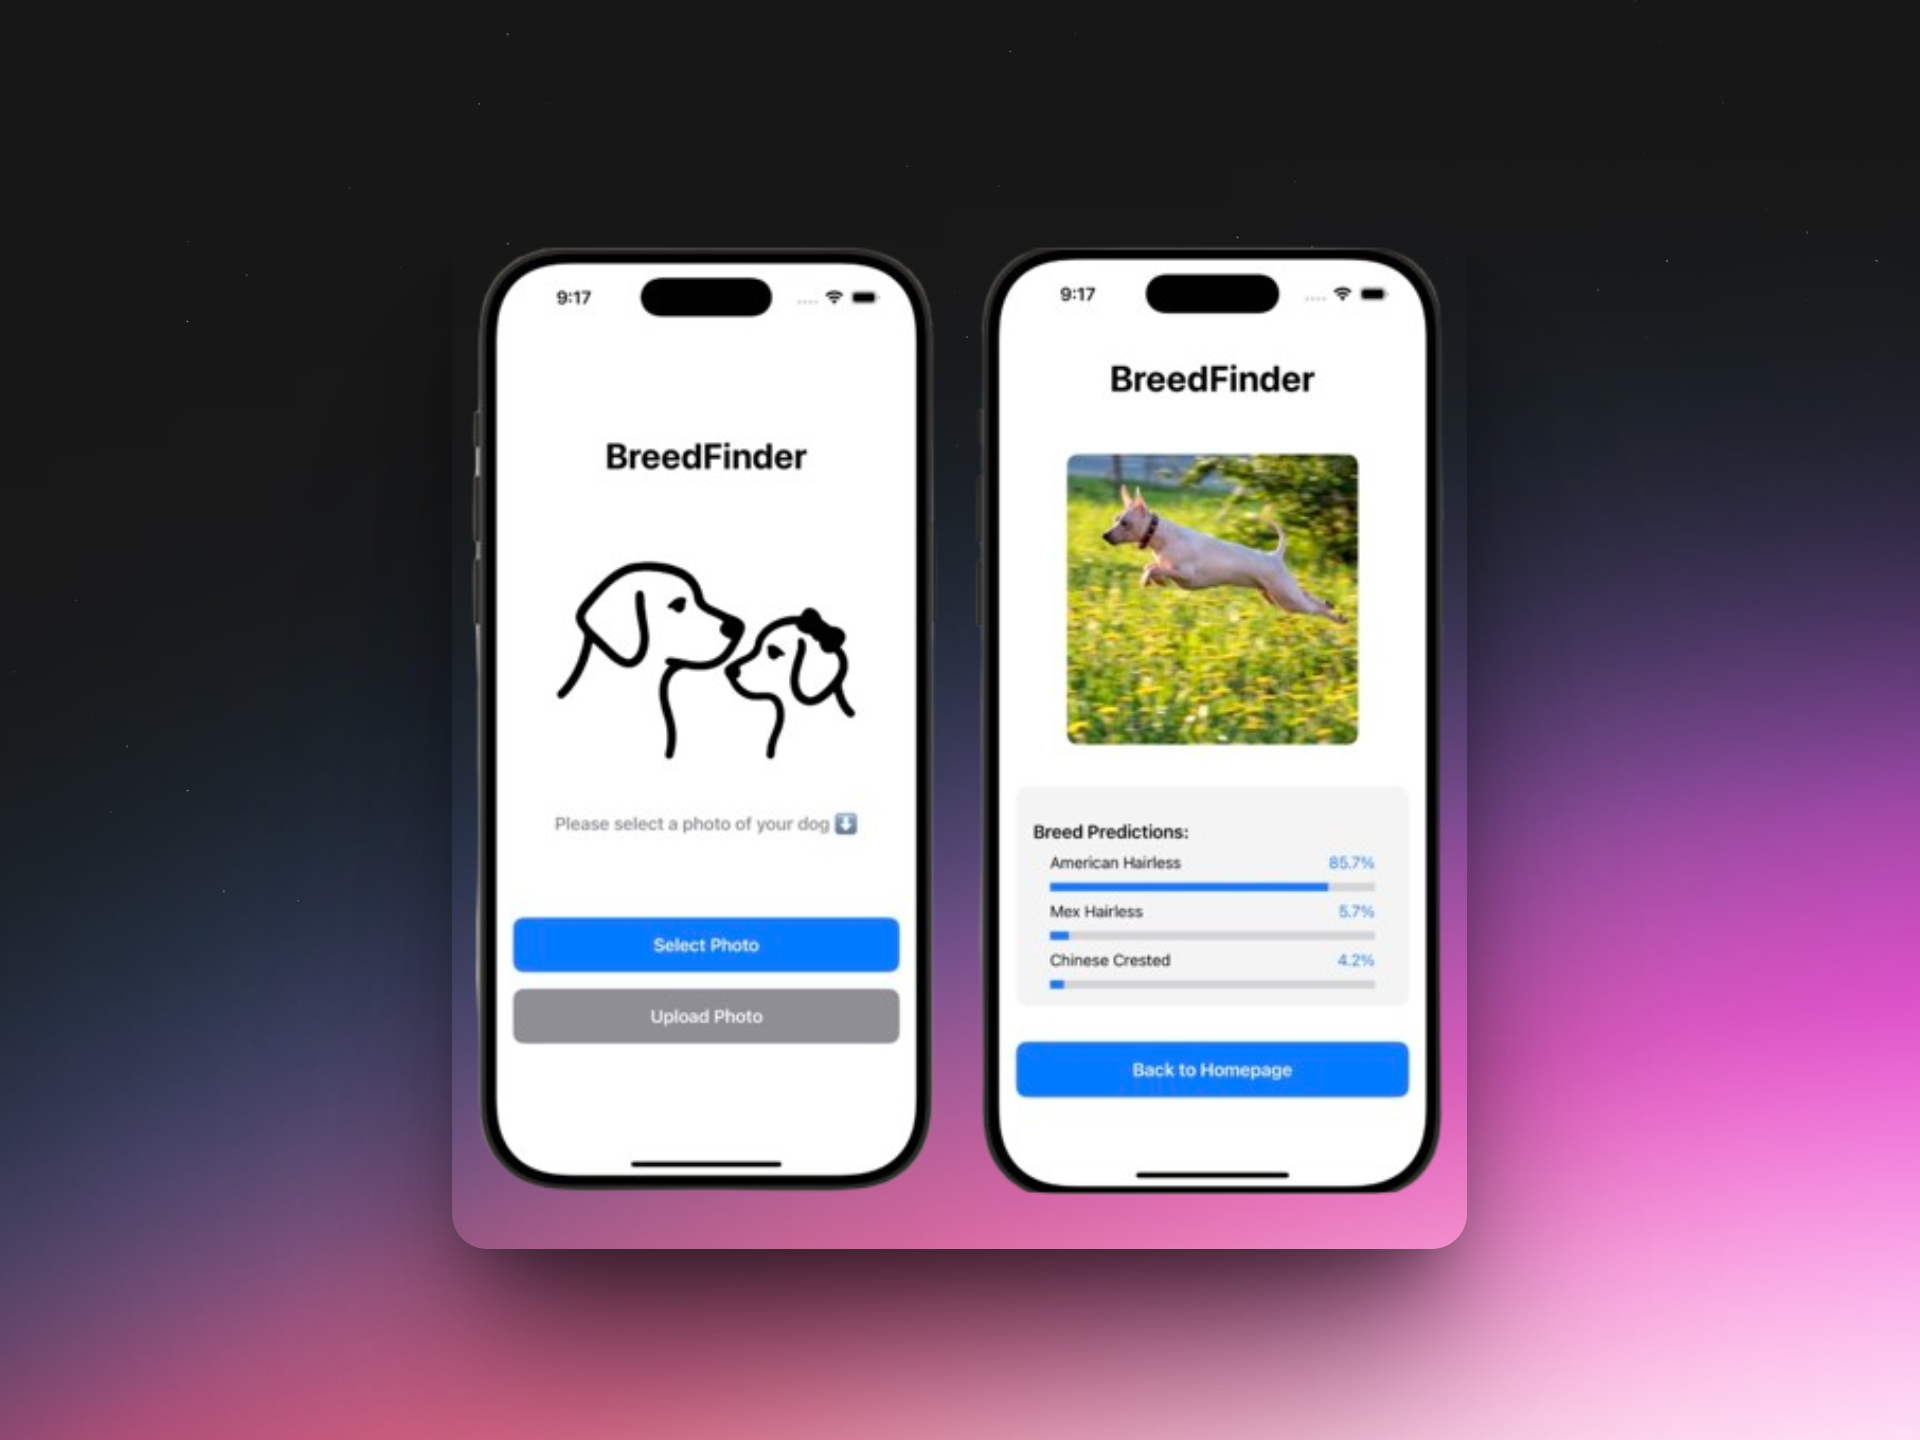 9:17
BreedFinder
Please select a photo of your dog ⬇️
Select Photo
Upload Photo
9:17
BreedFinder
Breed Predictions:
American Hairless 85.7%
Mex Hairless 5.7%
Chinese Crested 4.2%
Back to Homepage